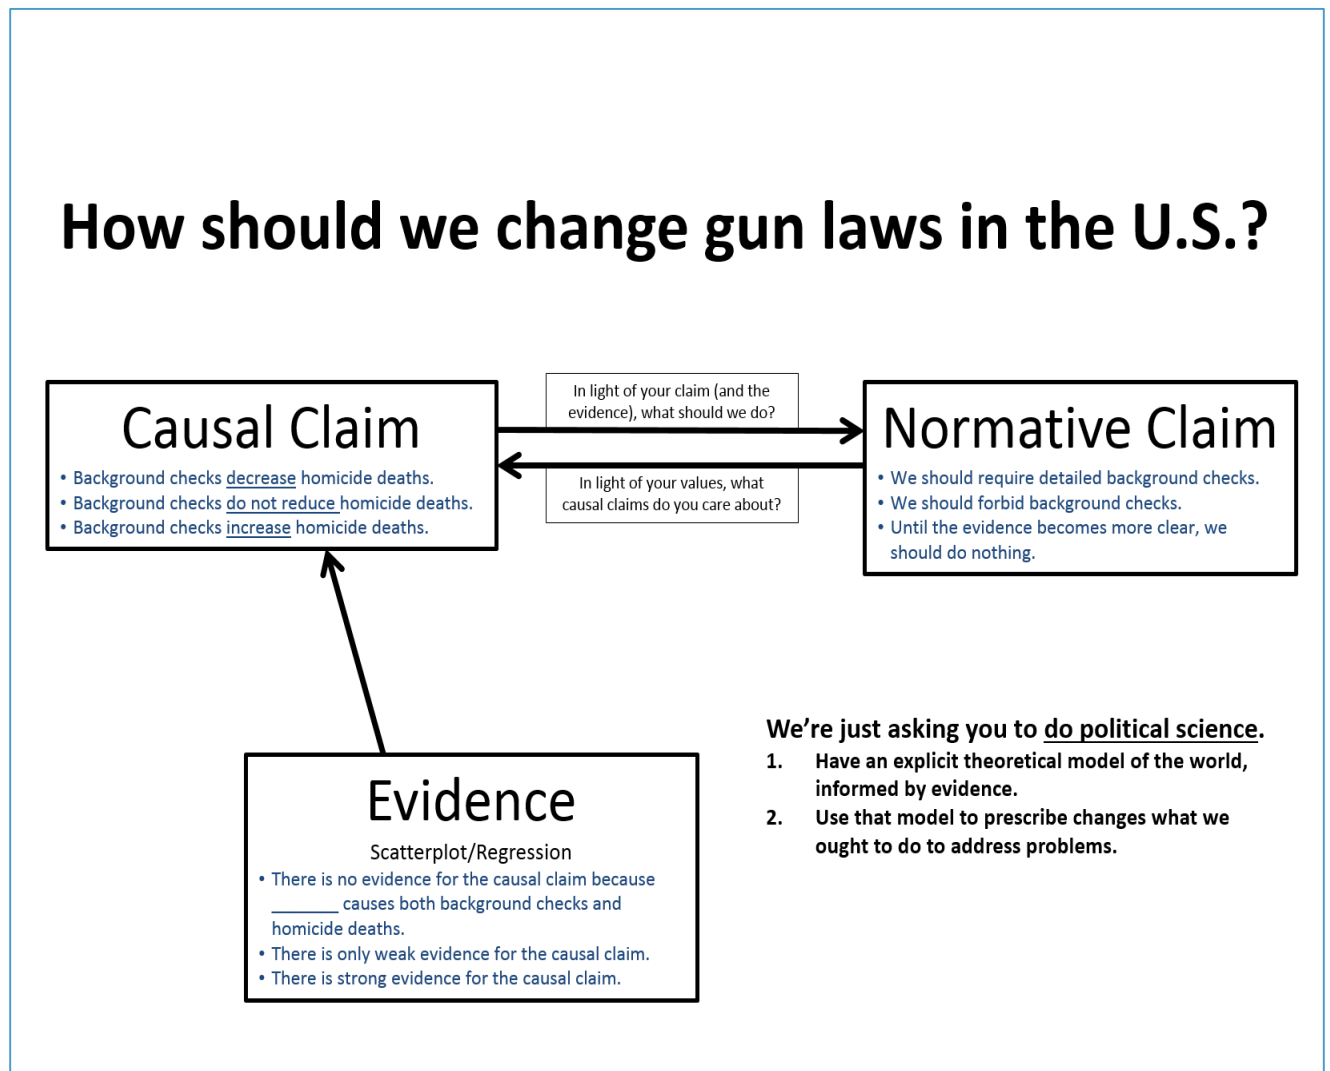 How should we change gun laws in the U.S.?
Causal Claim
• Background checks decrease homicide deaths.
• Background checks do not reduce homicide deaths.
• Background checks increase homicide deaths.
In light of your claim (and the
evidence), what should we do?
In light of your values, what
causal claims do you care about?
Normative Claim
• We should require detailed background checks.
• We should forbid background checks.
• Until the evidence becomes more clear, we
should do nothing.
Evidence
Scatterplot/Regression
• There is no evidence for the causal claim because
_______ causes both background checks and
homicide deaths.
• There is only weak evidence for the causal claim.
• There is strong evidence for the causal claim.
We're just asking you to do political science.
1. Have an explicit theoretical model of the world,
informed by evidence.
2. Use that model to prescribe changes what we
ought to do to address problems.